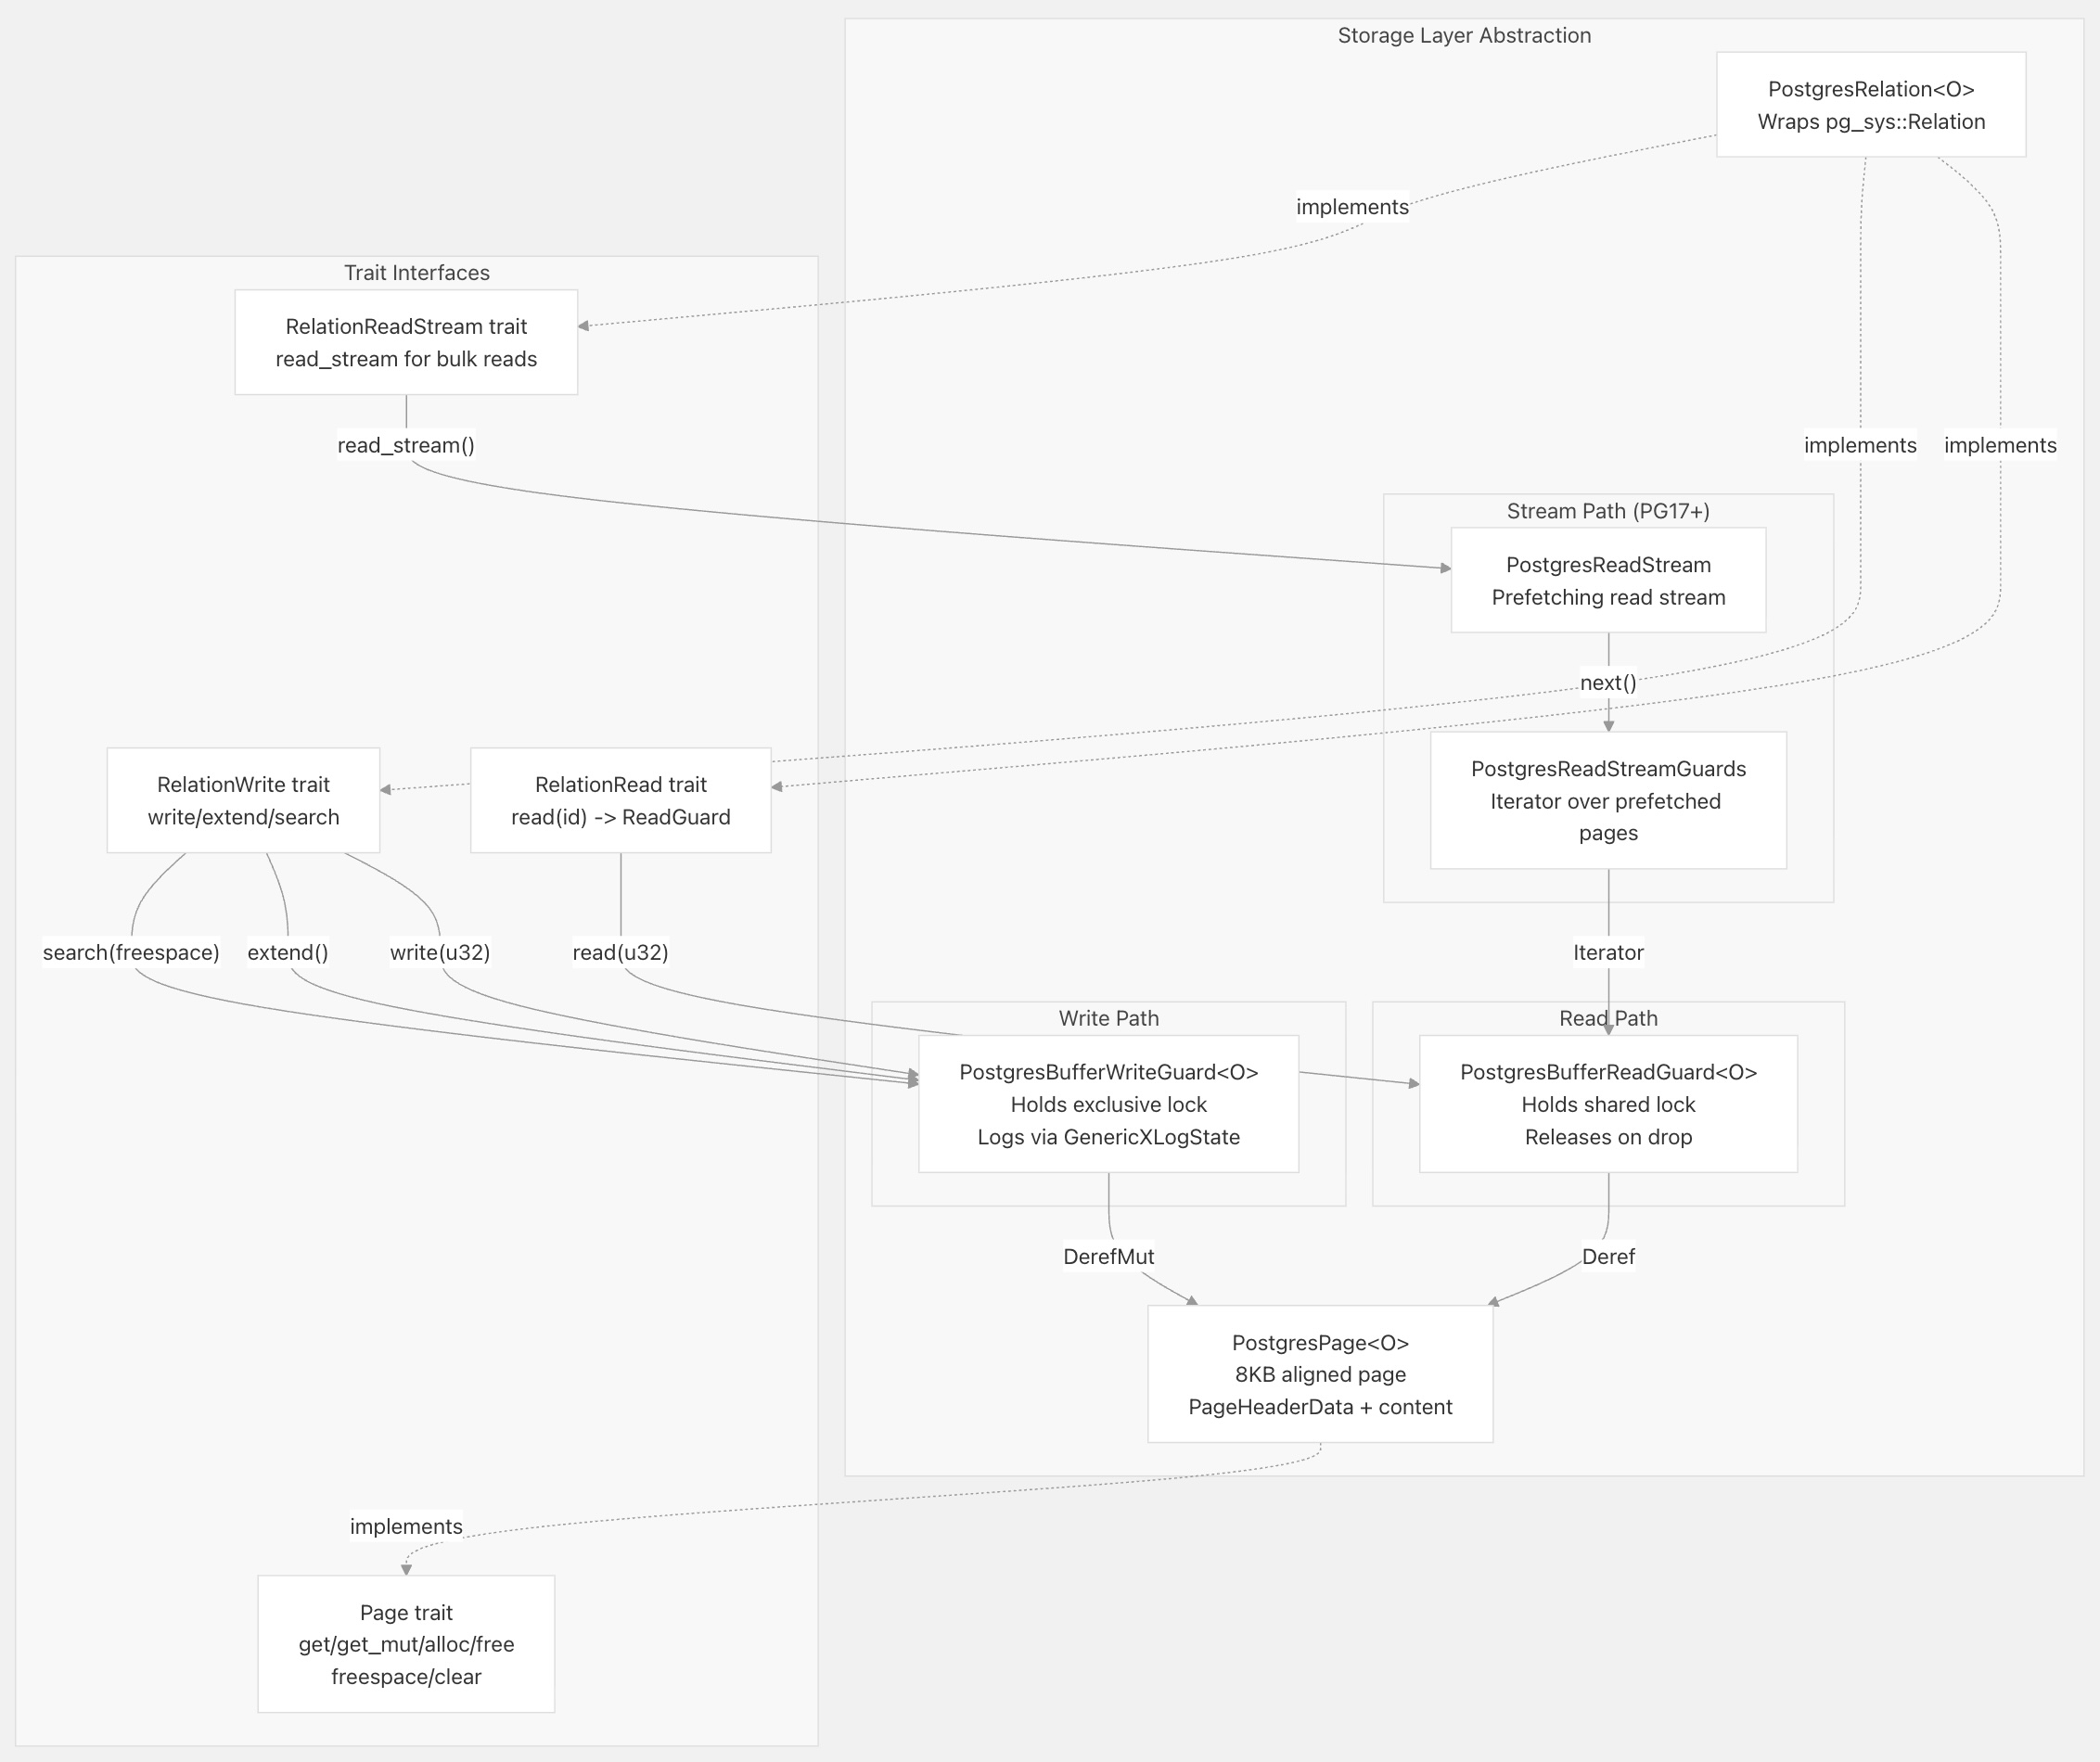 Storage Layer Abstraction
PostgresRelation<O>
Wraps pg_sys::Relation
implements
Trait Interfaces
RelationReadStream trait
read_stream for bulk reads
read_stream()
implements
implements
Stream Path (PG17+)
PostgresReadStream
Prefetching read stream
next()
PostgresReadStreamGuards
Iterator over prefetched
pages
RelationWrite trait
write/extend/search
RelationRead trait
read(id) -> ReadGuard
search(freespace)
extend()
write(u32)
read(u32)
Iterator
Write Path
PostgresBufferWriteGuard<O>
Holds exclusive lock
Logs via GenericXLogState
Read Path
PostgresBufferReadGuard<O>
Holds shared lock
Releases on drop
DerefMut
Deref
PostgresPage<O>
8KB aligned page
PageHeaderData + content
implements
Page trait
get/get_mut/alloc/free
freespace/clear